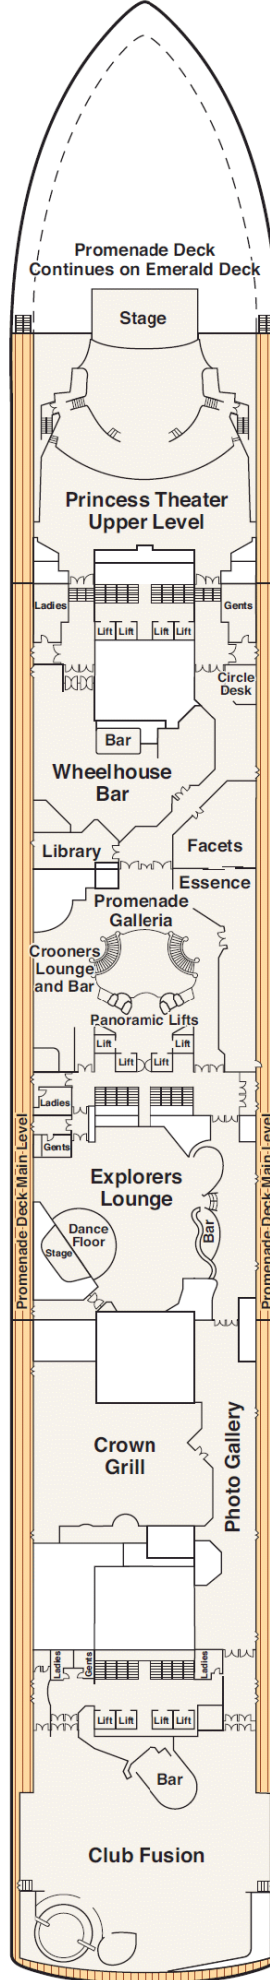 Promenade Deck
Continues on Emerald Deck
Stage
Princess Theater
Upper Level
Ladies
Gents
Lift Lift Lift Lift
Circle
Desk
Bar
Wheelhouse
Bar
Library
Facets
Essence
Promenade
Galleria
Crooners
Lounge
and Bar
Panoramic Lifts
Lift
Lift
Lift
Lift
Ladies
Gents
Promenade Deck Main Level
Promenade Deck Main Level
Explorers
Lounge
Dance
Floor
Stage
Bar
Crown
Grill
Photo Gallery
Ladies
Gents
Ladies
Lift Lift Lift Lift
Bar
Club Fusion